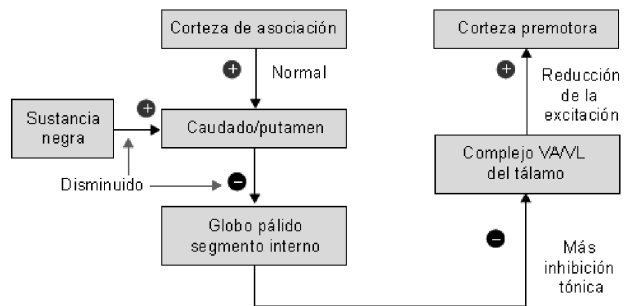 Corteza de asociación
Corteza premotora
+
Normal
+
Reducción
de la
excitación
+
Sustancia
negra
Caudado/putamen
Complejo VA/VL
del tálamo
Disminuido
−
Globo pálido
segmento interno
−
Más
inhibición
tónica